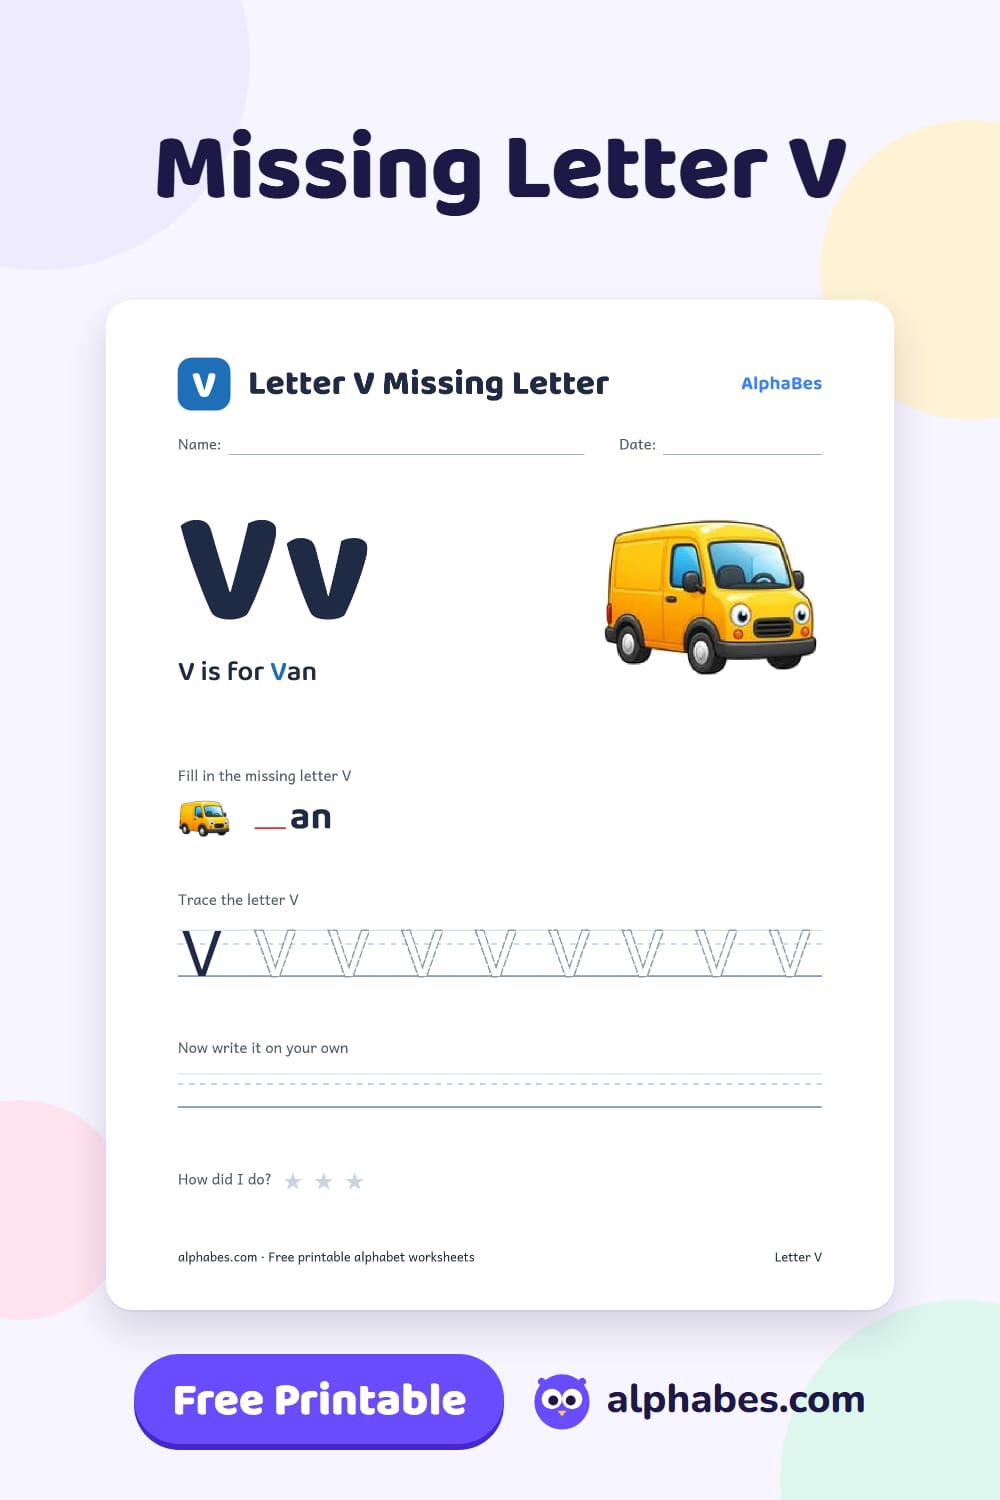 Missing Letter V
V Letter V Missing Letter AlphaBes
Name: Date:
Vv
V is for Van
Fill in the missing letter V
__an
Trace the letter V
V V V V V V V V V
Now write it on your own
How did I do?
alphabes.com · Free printable alphabet worksheets Letter V
Free Printable alphabes.com